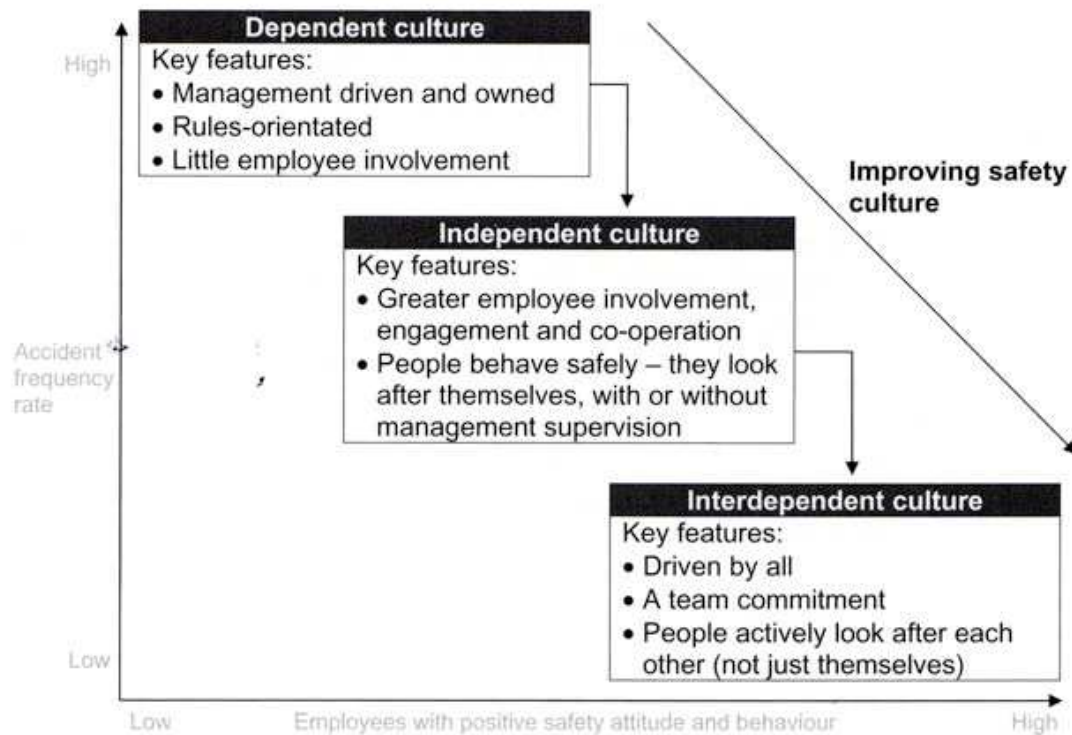 High
Dependent culture
Key features:
• Management driven and owned
• Rules-orientated
• Little employee involvement
Improving safety
culture
Independent culture
Key features:
• Greater employee involvement,
engagement and co-operation
• People behave safely – they look
after themselves, with or without
management supervision
Accident
frequency
rate
Interdependent culture
Key features:
• Driven by all
• A team commitment
• People actively look after each
other (not just themselves)
Low
Low
Employees with positive safety attitude and behaviour
High